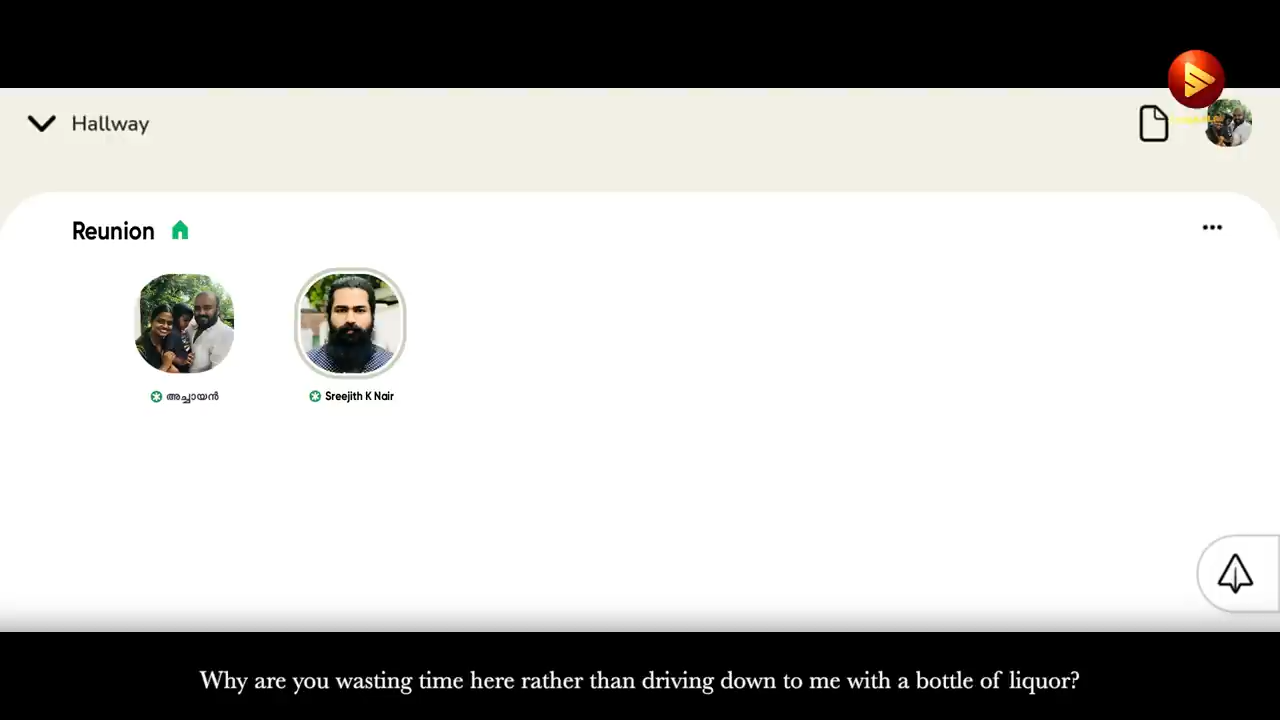 Hallway
Reunion
അച്ചായൻ
Sreejith K Nair
Why are you wasting time here rather than driving down to me with a bottle of liquor?